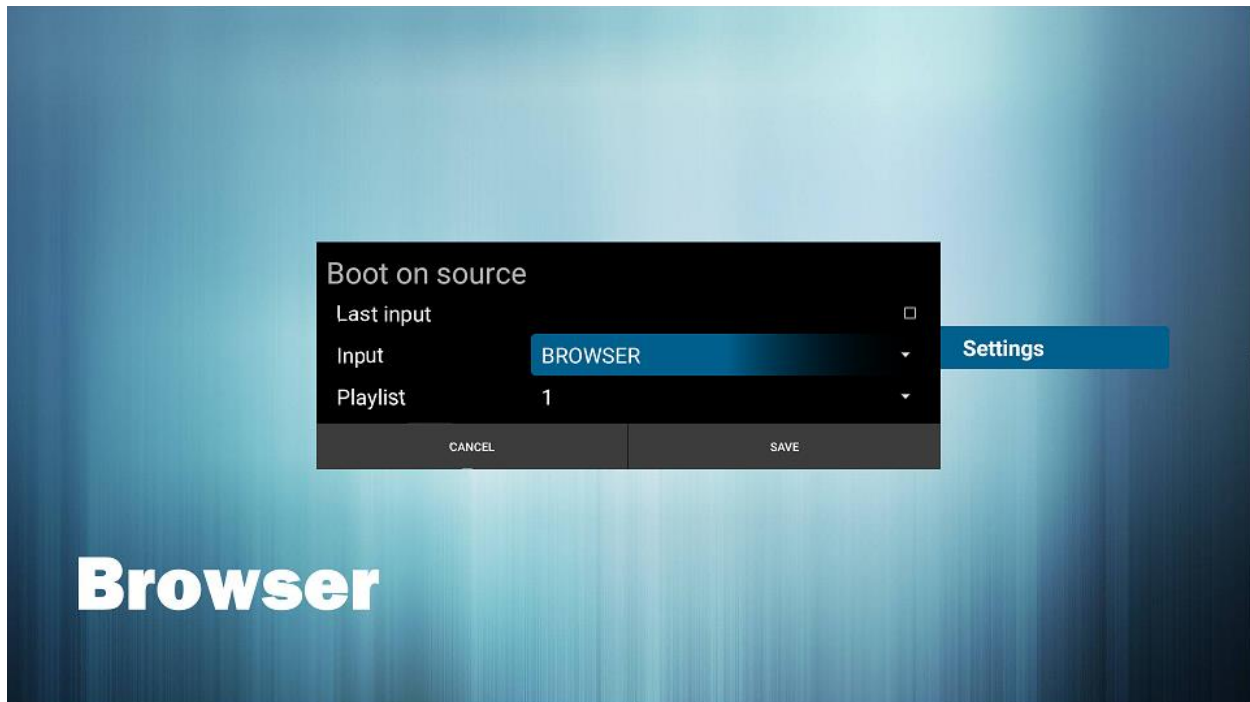 Boot on source
Last input
Input BROWSER
Settings
Playlist 1
CANCEL SAVE
Browser